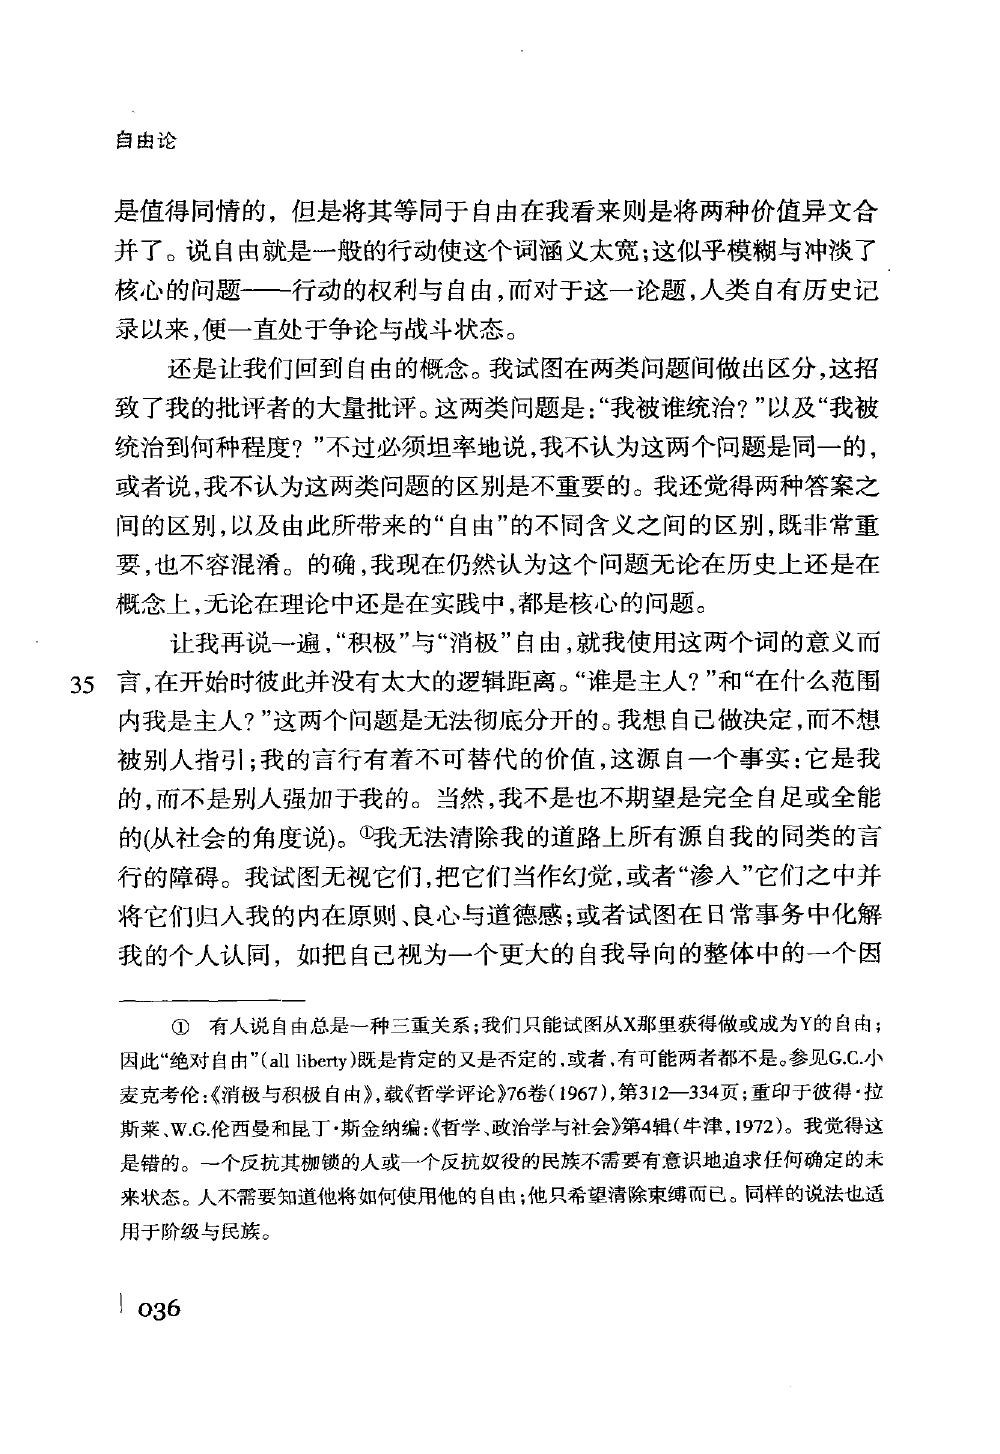 自由论
是值得同情的，但是将其等同于自由在我看来则是将两种价值异文合
并了。说自由就是一般的行动使这个词涵义太宽；这似乎模糊与冲淡了
核心的问题——行动的权利与自由，而对于这一论题，人类自有历史记
录以来，便一直处于争论与战斗状态。
还是让我们回到自由的概念。我试图在两类问题间做出区分，这招
致了我的批评者的大量批评。这两类问题是：“我被谁统治？”以及“我被
统治到何种程度？”不过必须坦率地说，我不认为这两个问题是同一的，
或者说，我不认为这两类问题的区别是不重要的。我还觉得两种答案之
间的区别，以及由此所带来的“自由”的不同含义之间的区别，既非常重
要，也不容混淆。的确，我现在仍然认为这个问题无论在历史上还是在
概念上，无论在理论中还是在实践中，都是核心的问题。
让我再说一遍，“积极”与“消极”自由，就我使用这两个词的意义而
35 言，在开始时彼此并没有太大的逻辑距离。“谁是主人？”和“在什么范围
内我是主人？”这两个问题是无法彻底分开的。我想自己做决定，而不想
被别人指引；我的言行有着不可替代的价值，这源自一个事实：它是我
的，而不是别人强加于我的。当然，我不是也不期望是完全自足或全能
的(从社会的角度说)。①我无法清除我的道路上所有源自我的同类的言
行的障碍。我试图无视它们，把它们当作幻觉，或者“渗入”它们之中并
将它们归入我的内在原则、良心与道德感；或者试图在日常事务中化解
我的个人认同，如把自己视为一个更大的自我导向的整体中的一个因
① 有人说自由总是一种三重关系；我们只能试图从X那里获得做或成为Y的自由；
因此“绝对自由”(all liberty)既是肯定的又是否定的，或者，有可能两者都不是。参见G.C.小
麦克考伦：《消极与积极自由》，载《哲学评论》76卷(1967)，第312—334页；重印于彼得·拉
斯莱、W.G.伦西曼和昆丁·斯金纳编：《哲学、政治学与社会》第4辑(牛津，1972)。我觉得这
是错的。一个反抗其枷锁的人或一个反抗奴役的民族不需要有意识地追求任何确定的未
来状态。人不需要知道他将如何使用他的自由；他只希望清除束缚而已。同样的说法也适
用于阶级与民族。
036